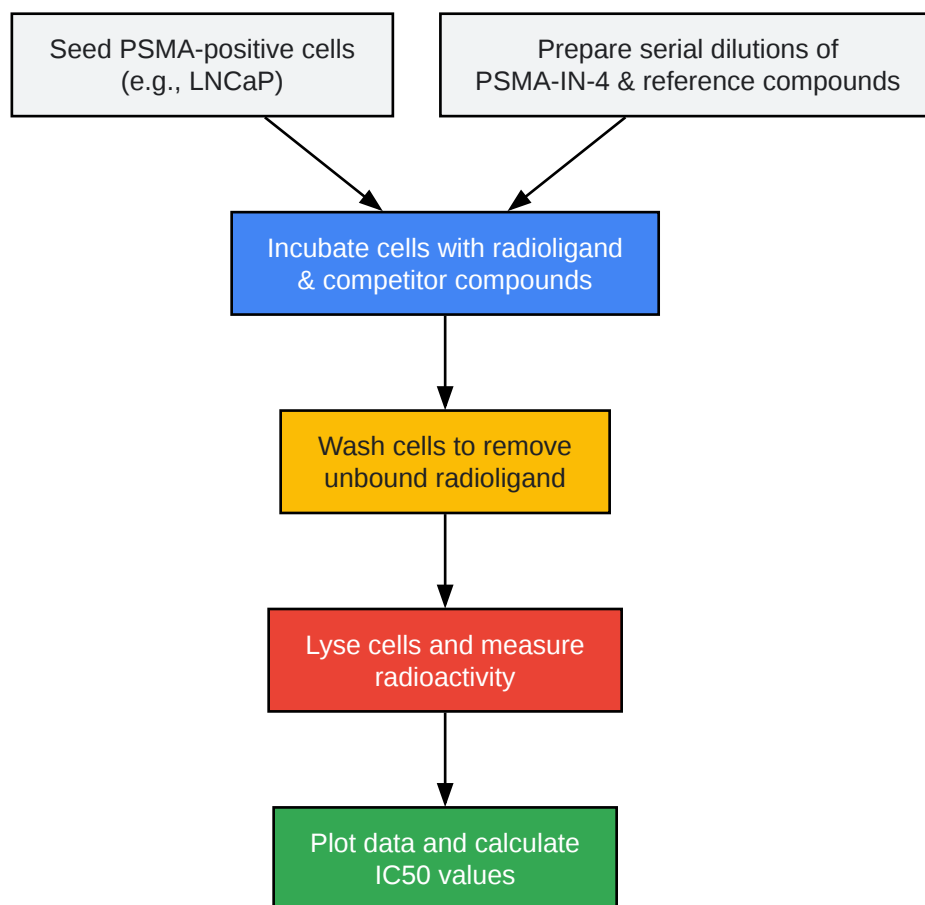 Seed PSMA-positive cells
(e.g., LNCaP)
Prepare serial dilutions of
PSMA-IN-4 & reference compounds
Incubate cells with radioligand
& competitor compounds
Wash cells to remove
unbound radioligand
Lyse cells and measure
radioactivity
Plot data and calculate
IC50 values